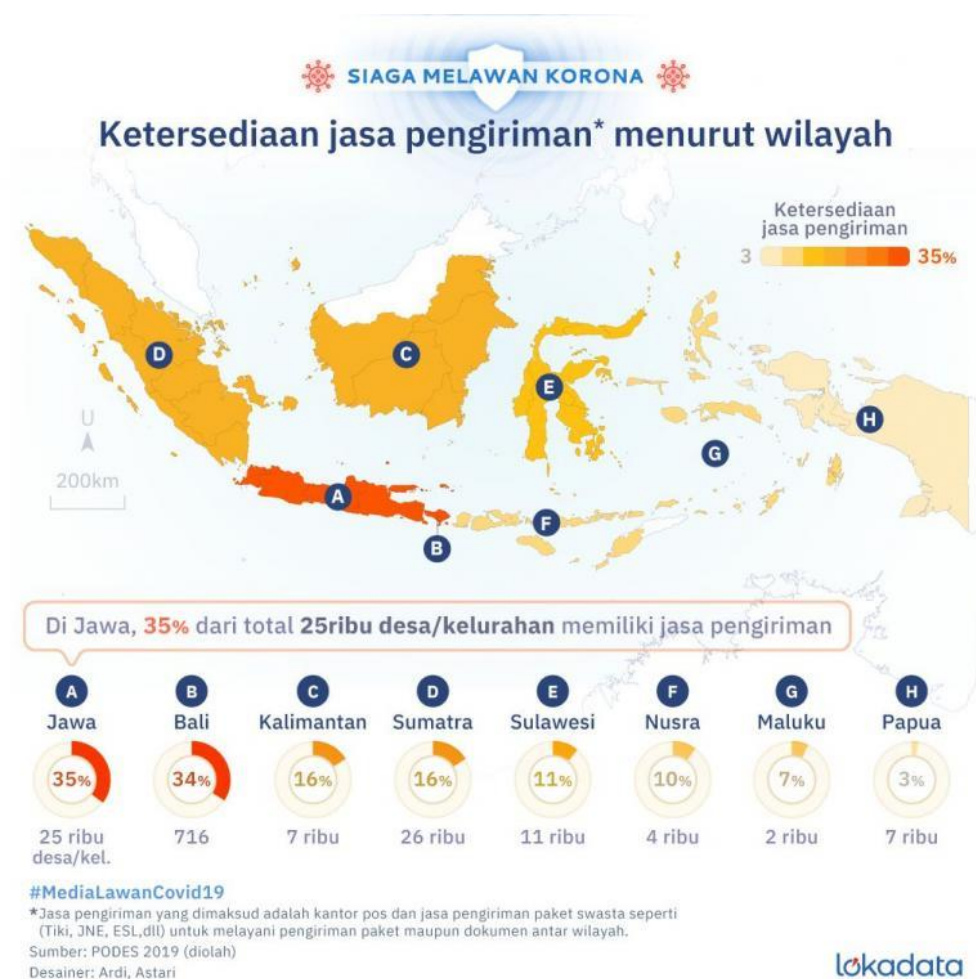 SIAGA MELAWAN KORONA
Ketersediaan jasa pengiriman* menurut wilayah
Ketersediaan
jasa pengiriman
3 35%
D
C
E
H
U
G
200km
A
F
B
Di Jawa, 35% dari total 25ribu desa/kelurahan memiliki jasa pengiriman
A B C D E F G H
Jawa Bali Kalimantan Sumatra Sulawesi Nusra Maluku Papua
35% 34% 16% 16% 11% 10% 7% 3%
25 ribu 716 7 ribu 26 ribu 11 ribu 4 ribu 2 ribu 7 ribu
desa/kel.
#MediaLawanCovid19
*Jasa pengiriman yang dimaksud adalah kantor pos dan jasa pengiriman paket swasta seperti
(Tiki, JNE, ESL,dll) untuk melayani pengiriman paket maupun dokumen antar wilayah.
Sumber: PODES 2019 (diolah)
Desainer: Ardi, Astari
lokadata